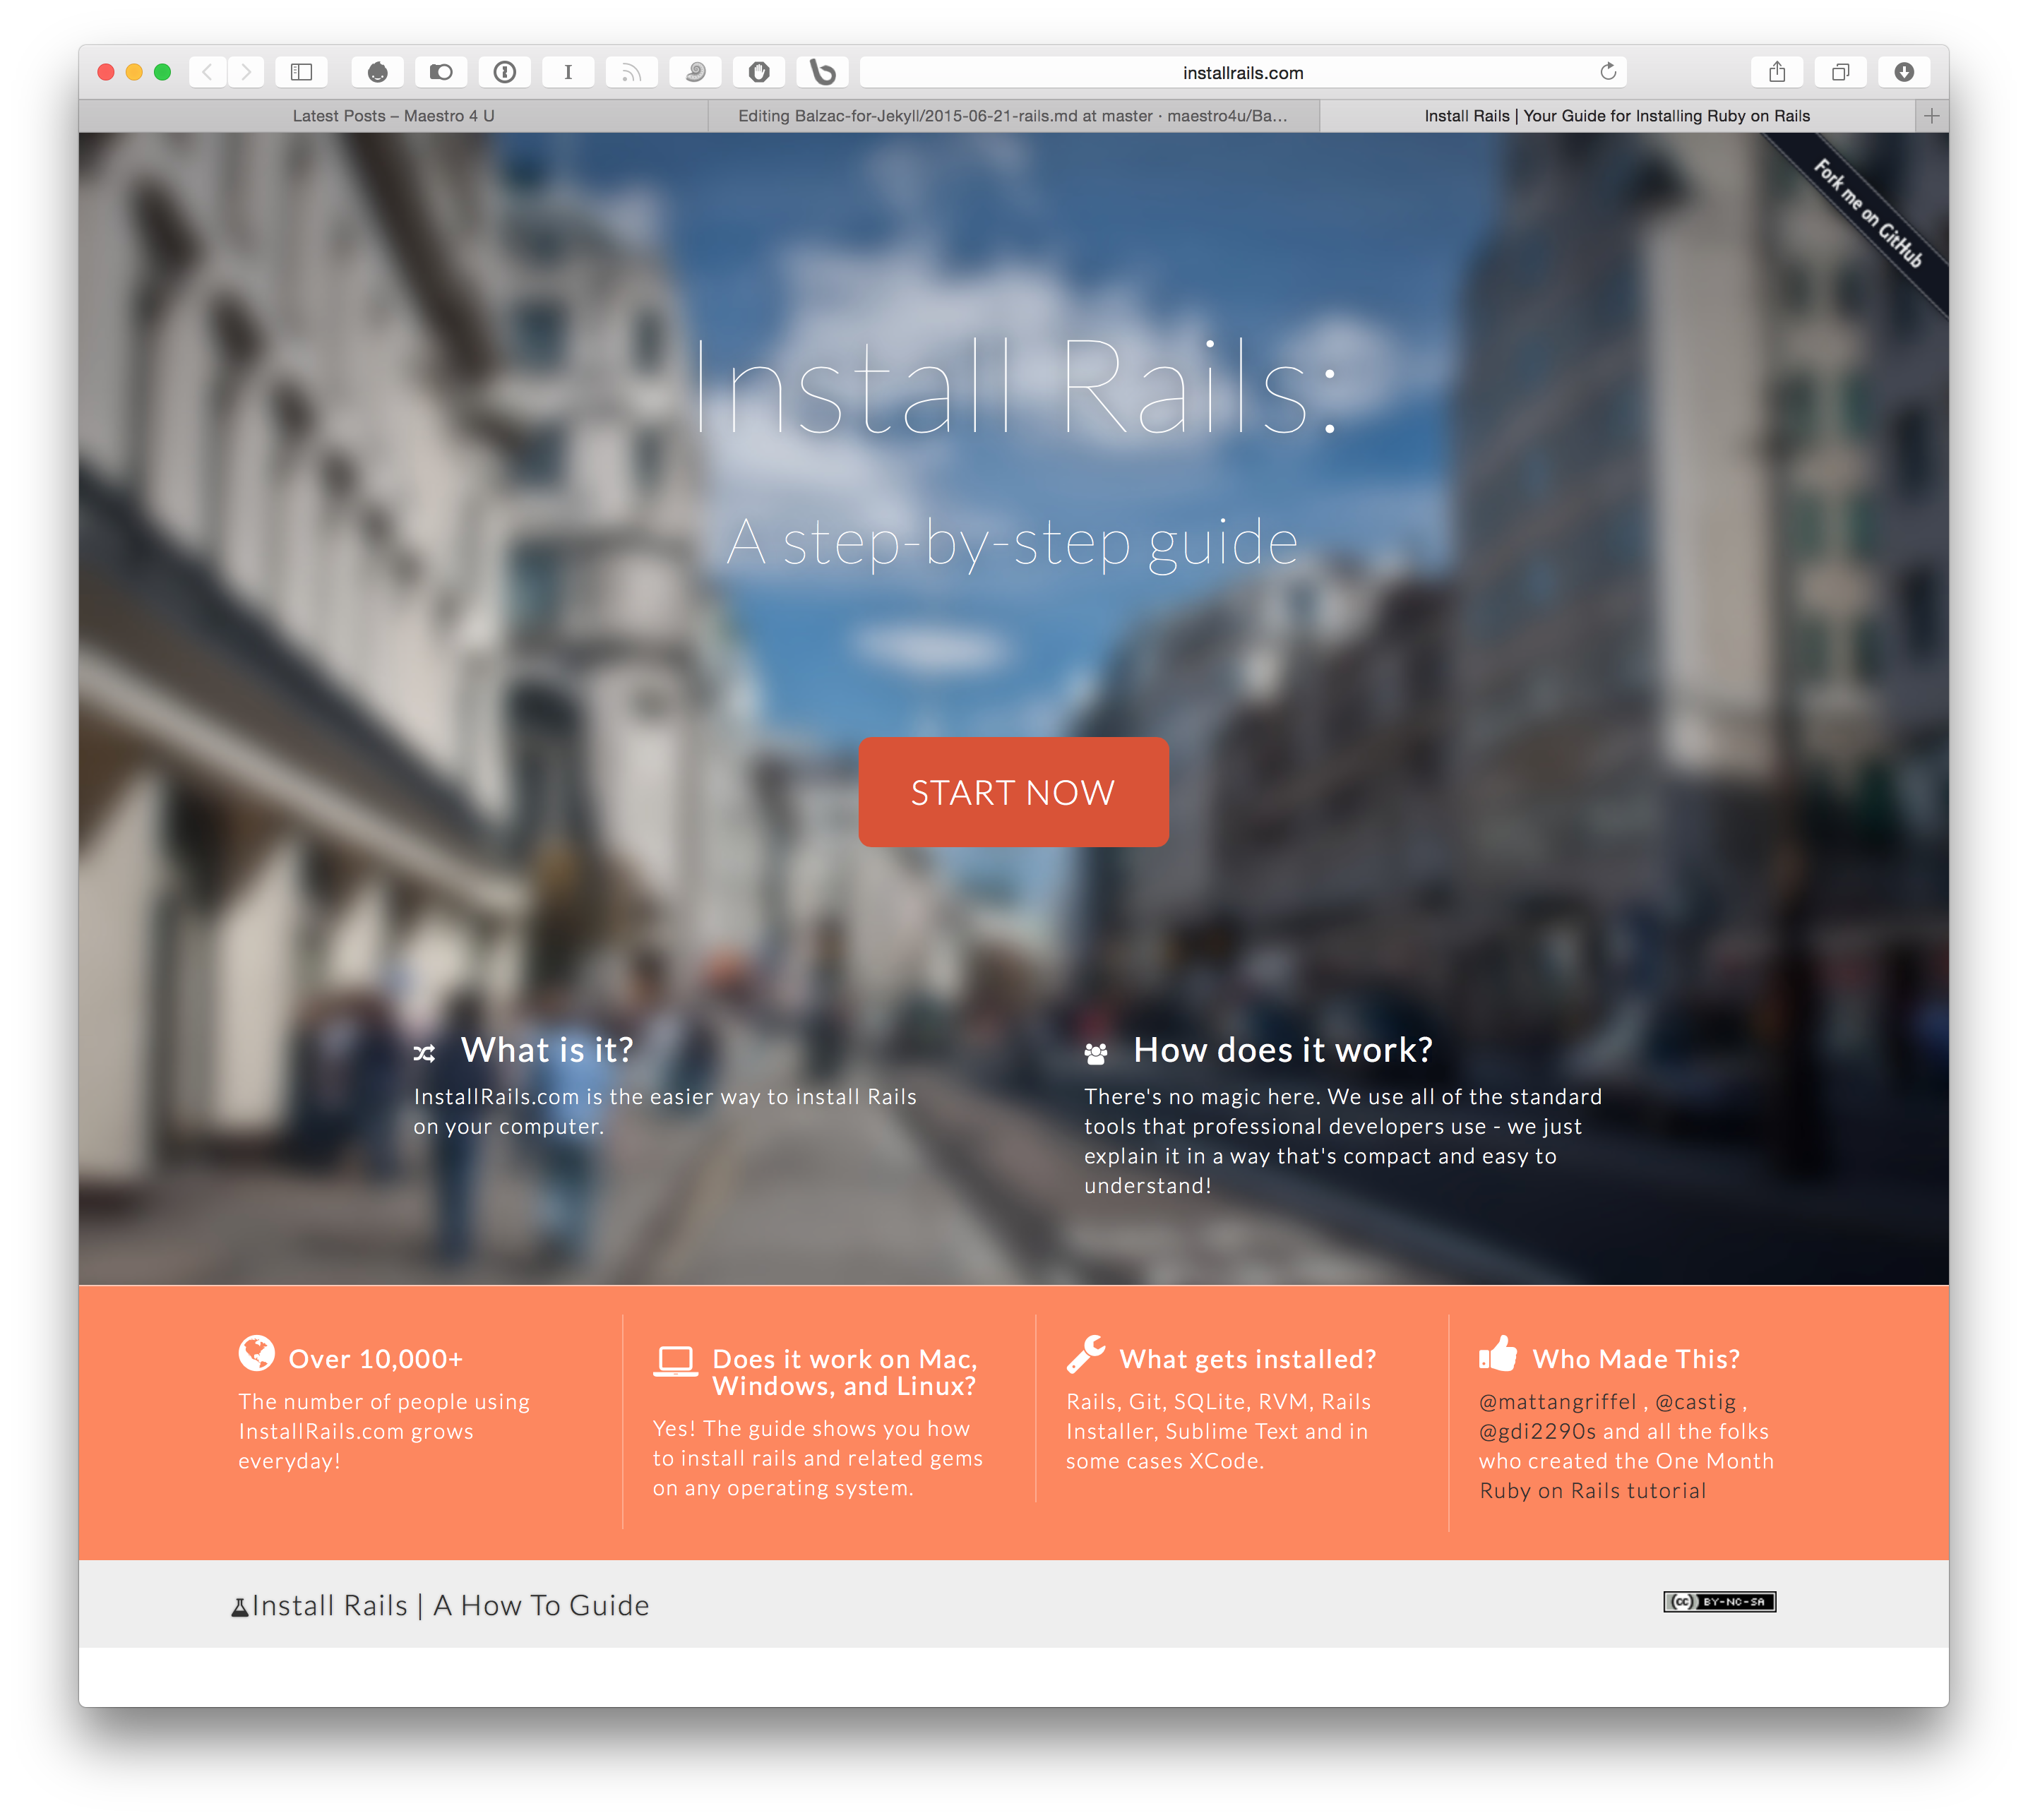 installrails.com
Latest Posts – Maestro 4 U
Editing Balzac-for-Jekyll/2015-06-21-rails.md at master · maestro4u/Ba...
Install Rails | Your Guide for Installing Ruby on Rails
Fork me on GitHub
Install Rails:
A step-by-step guide
START NOW
What is it?
InstallRails.com is the easier way to install Rails
on your computer.
How does it work?
There's no magic here. We use all of the standard
tools that professional developers use - we just
explain it in a way that's compact and easy to
understand!
Over 10,000+
The number of people using
InstallRails.com grows
everyday!
Does it work on Mac,
Windows, and Linux?
Yes! The guide shows you how
to install rails and related gems
on any operating system.
What gets installed?
Rails, Git, SQLite, RVM, Rails
Installer, Sublime Text and in
some cases XCode.
Who Made This?
@mattangriffel , @castig ,
@gdi2290s and all the folks
who created the One Month
Ruby on Rails tutorial
Install Rails | A How To Guide
cc BY-NC-SA